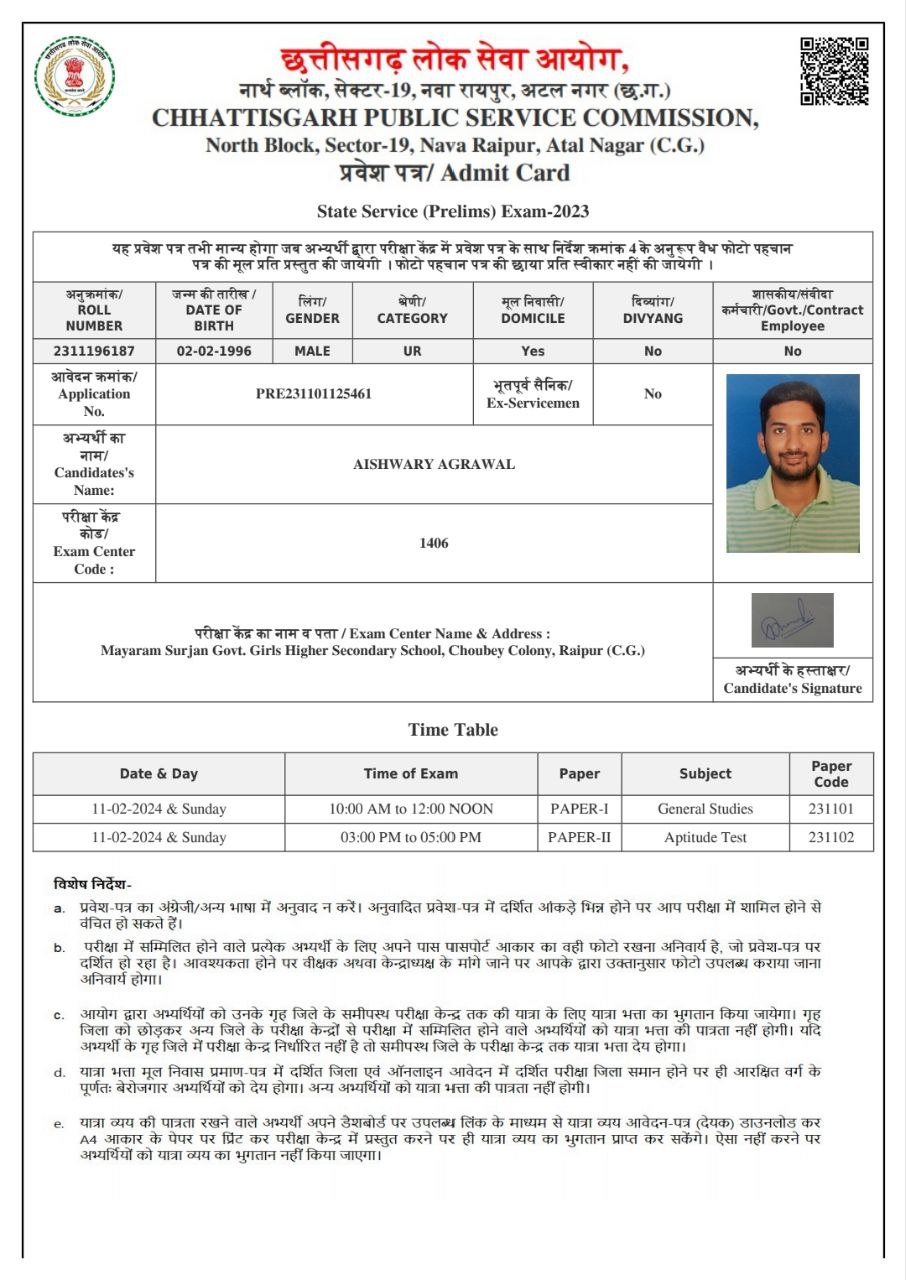 छत्तीसगढ़ लोक सेवा आयोग,
नार्थ ब्लॉक, सेक्टर-19, नवा रायपुर, अटल नगर (छ.ग.)
CHHATTISGARH PUBLIC SERVICE COMMISSION,
North Block, Sector-19, Nava Raipur, Atal Nagar (C.G.)
प्रवेश पत्र/ Admit Card
State Service (Prelims) Exam-2023
यह प्रवेश पत्र तभी मान्य होगा जब अभ्यर्थी द्वारा परीक्षा केंद्र में प्रवेश पत्र के साथ निर्देश क्रमांक 4 के अनुरूप वैध फोटो पहचान
पत्र की मूल प्रति प्रस्तुत की जायेगी । फोटो पहचान पत्र की छाया प्रति स्वीकार नहीं की जायेगी ।
अनुक्रमांक/
ROLL
NUMBER
जन्म की तारीख /
DATE OF
BIRTH
लिंग/
GENDER
श्रेणी/
CATEGORY
मूल निवासी/
DOMICILE
दिव्यांग/
DIVYANG
शासकीय/संवीदा
कर्मचारी/Govt./Contract
Employee
2311196187 02-02-1996 MALE UR Yes No No
आवेदन क्रमांक/
Application
No.
PRE231101125461
भूतपूर्व सैनिक/
Ex-Servicemen
No
अभ्यर्थी का
नाम/
Candidates's
Name:
AISHWARY AGRAWAL
परीक्षा केंद्र
कोड/
Exam Center
Code :
1406
परीक्षा केंद्र का नाम व पता / Exam Center Name & Address :
Mayaram Surjan Govt. Girls Higher Secondary School, Choubey Colony, Raipur (C.G.)
अभ्यर्थी के हस्ताक्षर/
Candidate's Signature
Time Table
Date & Day Time of Exam Paper Subject Paper Code
11-02-2024 & Sunday 10:00 AM to 12:00 NOON PAPER-I General Studies 231101
11-02-2024 & Sunday 03:00 PM to 05:00 PM PAPER-II Aptitude Test 231102
विशेष निर्देश-
a. प्रवेश-पत्र का अंग्रेजी/अन्य भाषा में अनुवाद न करें। अनुवादित प्रवेश-पत्र में दर्शित आंकड़े भिन्न होने पर आप परीक्षा में शामिल होने से
वंचित हो सकते हैं।
b. परीक्षा में सम्मिलित होने वाले प्रत्येक अभ्यर्थी के लिए अपने पास पासपोर्ट आकार का वही फोटो रखना अनिवार्य है, जो प्रवेश-पत्र पर
दर्शित हो रहा है। आवश्यकता होने पर वीक्षक अथवा केन्द्राध्यक्ष के मांगे जाने पर आपके द्वारा उक्तानुसार फोटो उपलब्ध कराया जाना
अनिवार्य होगा।
c. आयोग द्वारा अभ्यर्थियों को उनके गृह जिले के समीपस्थ परीक्षा केन्द्र तक की यात्रा के लिए यात्रा भत्ता का भुगतान किया जायेगा। गृह
जिला को छोड़कर अन्य जिले के परीक्षा केन्द्रों से परीक्षा में सम्मिलित होने वाले अभ्यर्थियों को यात्रा भत्ता की पात्रता नहीं होगी। यदि
अभ्यर्थी के गृह जिले में परीक्षा केन्द्र निर्धारित नहीं है तो समीपस्थ जिले के परीक्षा केन्द्र तक यात्रा भत्ता देय होगा।
d. यात्रा भत्ता मूल निवास प्रमाण-पत्र में दर्शित जिला एवं ऑनलाइन आवेदन में दर्शित परीक्षा जिला समान होने पर ही आरक्षित वर्ग के
पूर्णतः बेरोजगार अभ्यर्थियों को देय होगा। अन्य अभ्यर्थियों को यात्रा भत्ता की पात्रता नहीं होगी।
e. यात्रा व्यय की पात्रता रखने वाले अभ्यर्थी अपने डैशबोर्ड पर उपलब्ध लिंक के माध्यम से यात्रा व्यय आवेदन-पत्र (देयक) डाउनलोड कर
A4 आकार के पेपर पर प्रिंट कर परीक्षा केन्द्र में प्रस्तुत करने पर ही यात्रा व्यय का भुगतान प्राप्त कर सकेंगे। ऐसा नहीं करने पर
अभ्यर्थियों को यात्रा व्यय का भुगतान नहीं किया जाएगा।